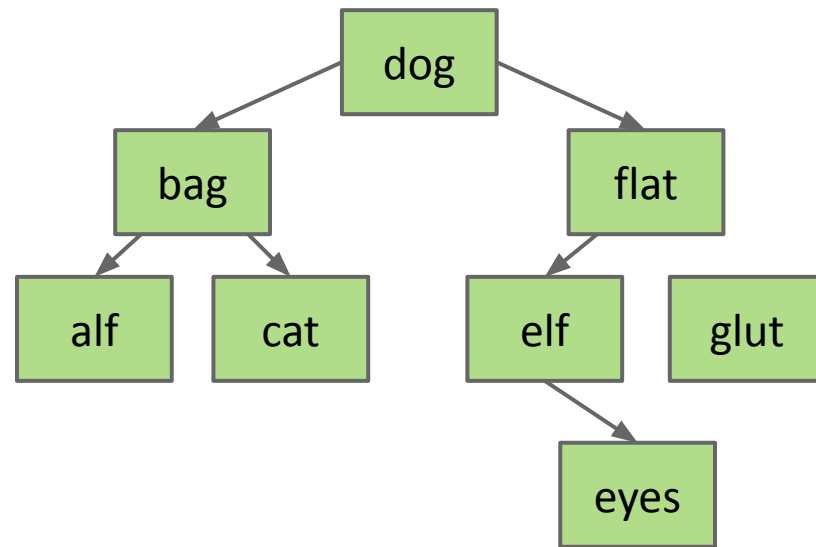 dog
bag
flat
alf
cat
elf
glut
eyes